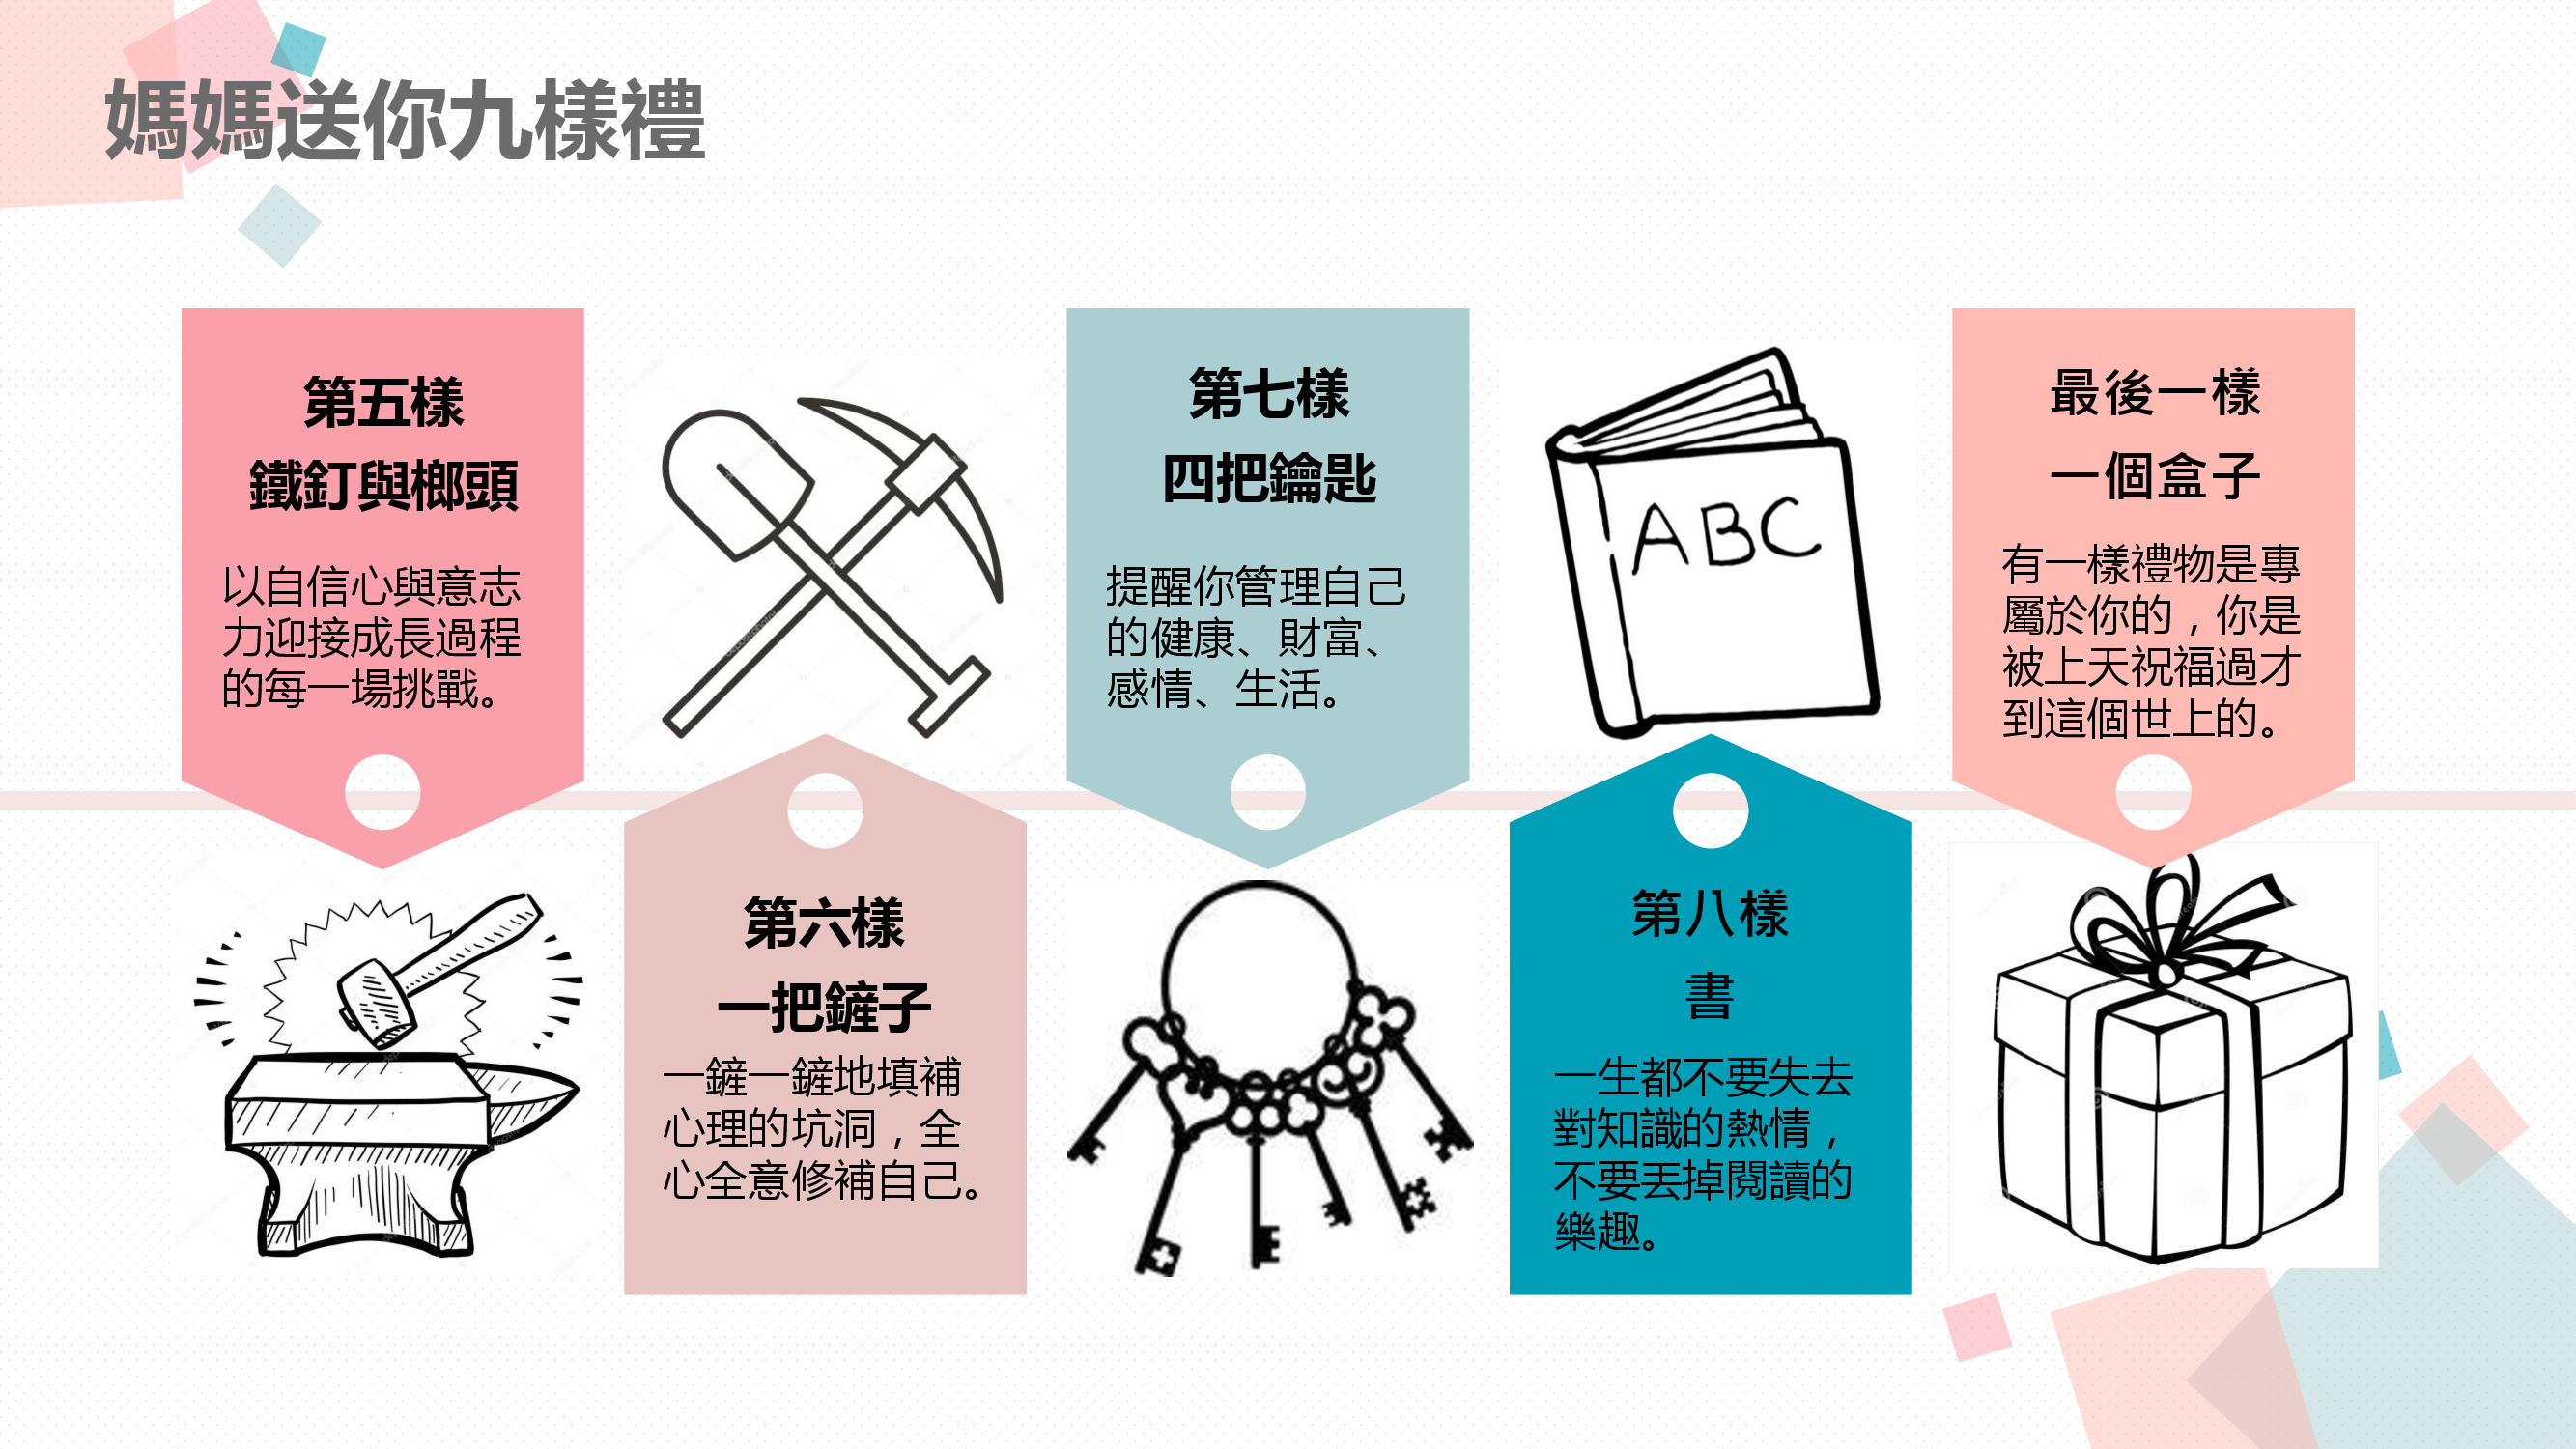 媽媽送你九樣禮
第五樣
鐵釘與榔頭
以自信心與意志
力迎接成長過程
的每一場挑戰。
第六樣
一把鏟子
一鏟一鏟地填補
心理的坑洞，全
心全意修補自己。
第七樣
四把鑰匙
提醒你管理自己
的健康、財富、
感情、生活。
ABC
第八樣
書
一生都不要失去
對知識的熱情，
不要丟掉閱讀的
樂趣。
最後一樣
一個盒子
有一樣禮物是專
屬於你的，你是
被上天祝福過才
到這個世上的。